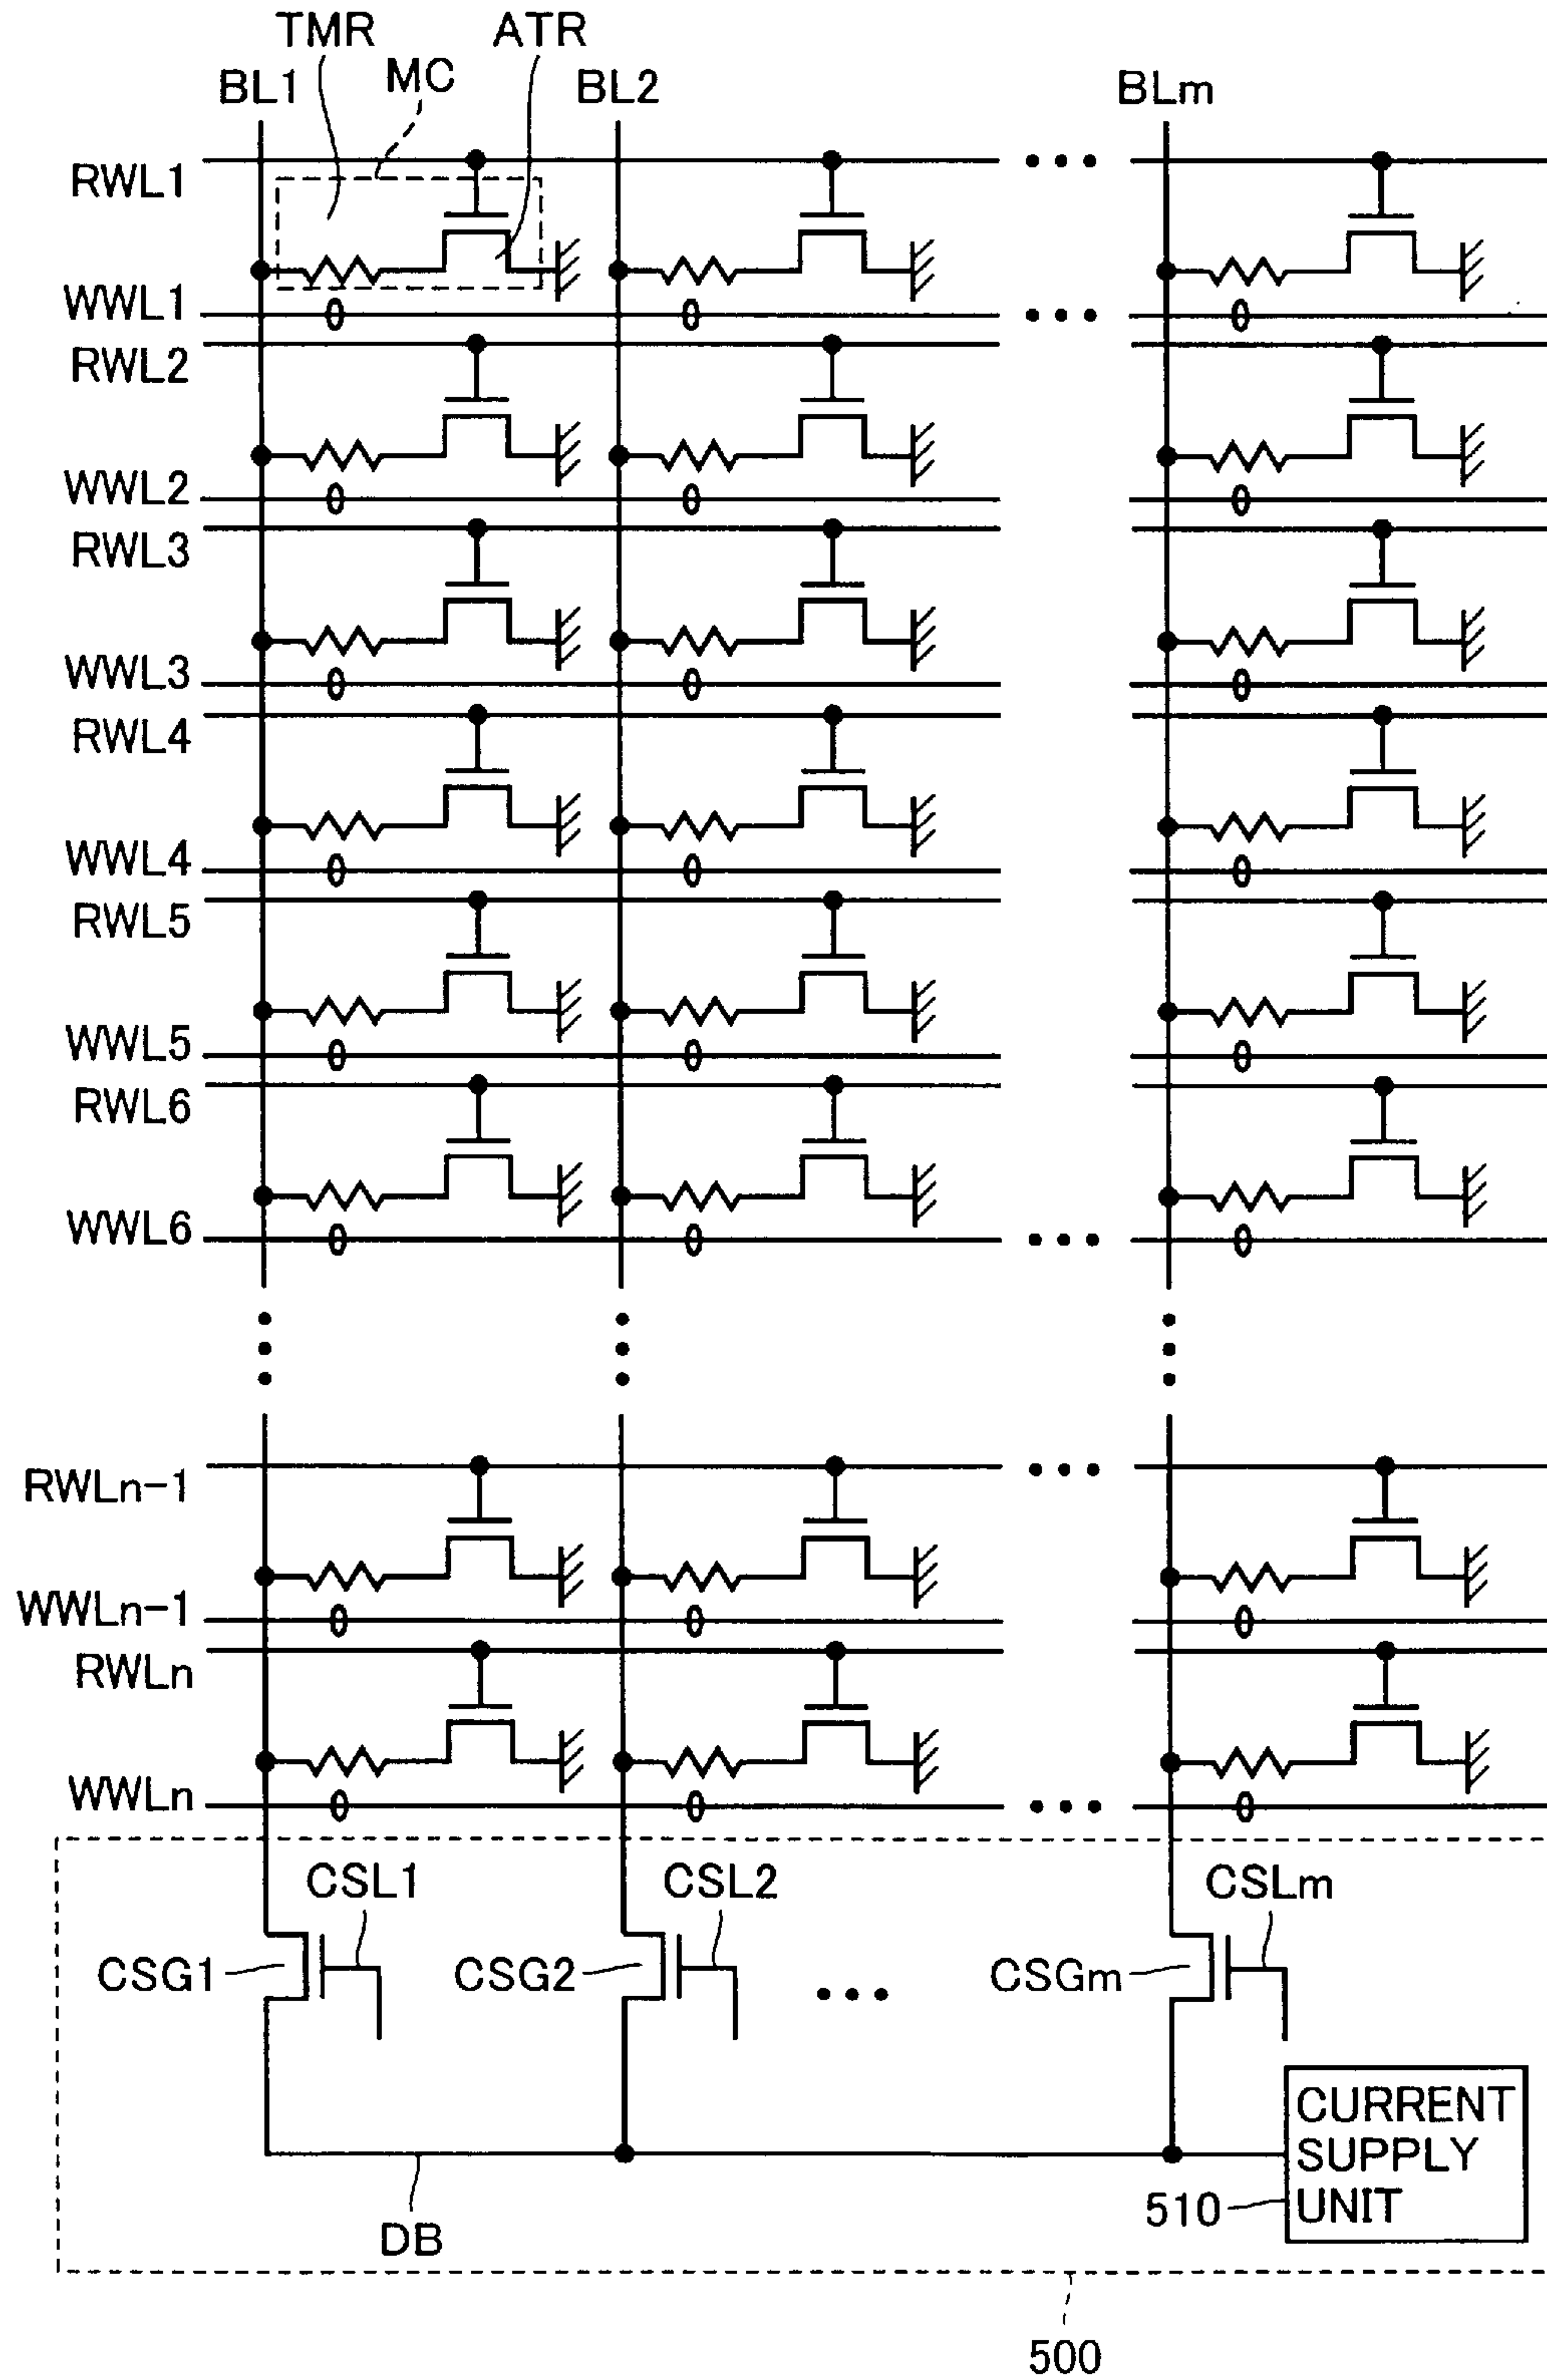 TMR
ATR
MC
BL1
BL2
BLm
RWL1
WWL1
RWL2
WWL2
RWL3
WWL3
RWL4
WWL4
RWL5
WWL5
RWL6
WWL6
RWLn-1
WWLn-1
RWLn
WWLn
CSL1
CSL2
CSLm
CSG1
CSG2
CSGm
CURRENT
SUPPLY
UNIT
510
DB
500